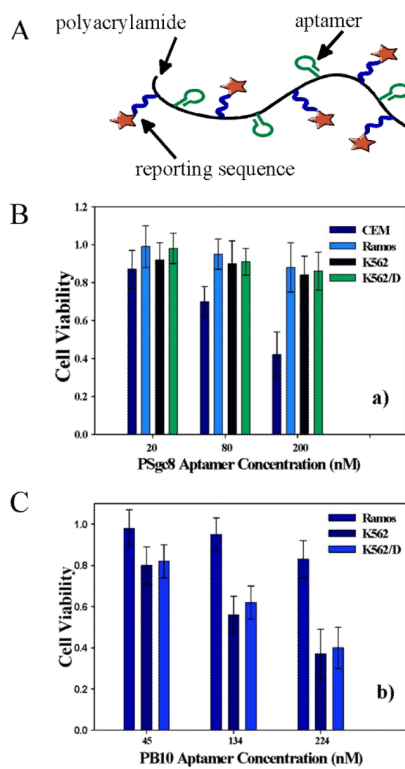 A
polyacrylamide
aptamer
reporting sequence
B
1.2
1.0
0.8
0.6
0.4
0.2
0.0
Cell Viability
CEM
Ramos
K562
K562/D
a)
20
80
200
PSgc8 Aptamer Concentration (nM)
C
1.0
0.8
0.6
0.4
0.2
0.0
Cell Viability
Ramos
K562
K562/D
b)
45
134
224
PB10 Aptamer Concentration (nM)